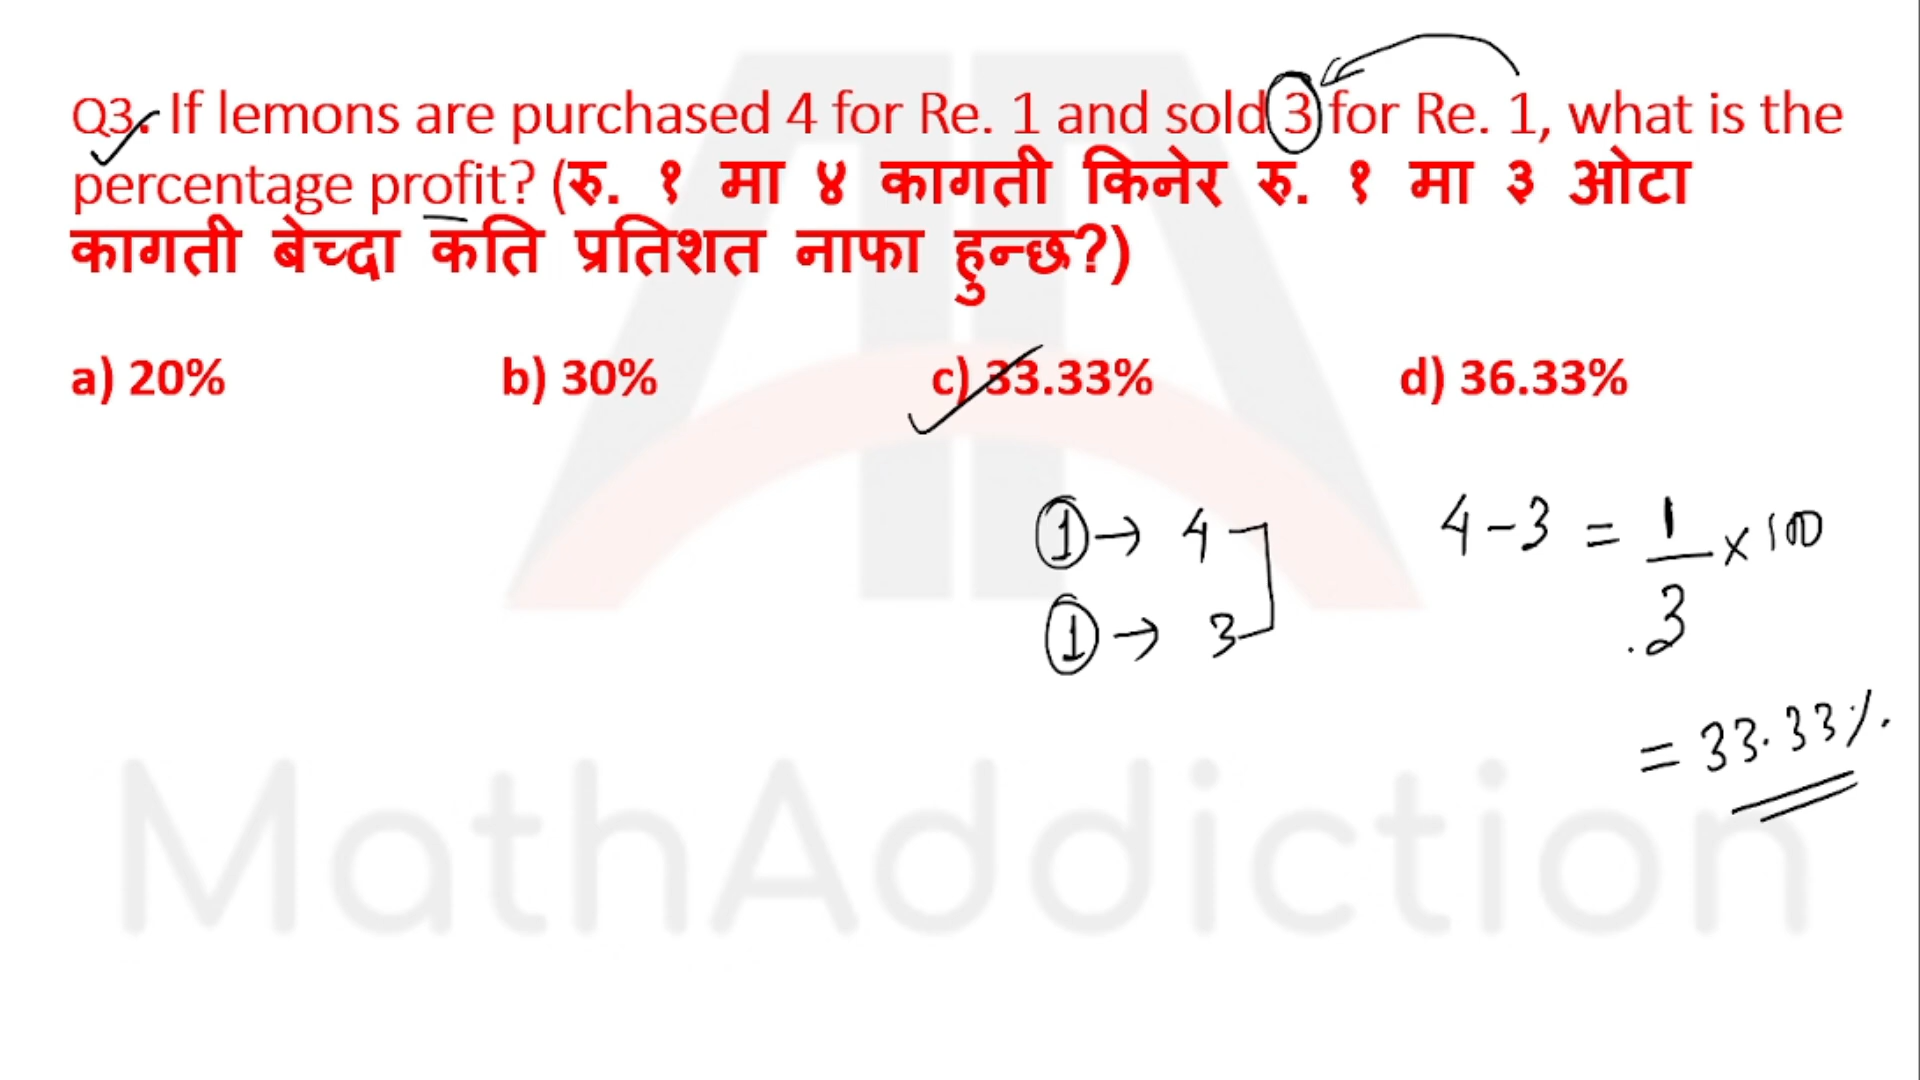 Q3. If lemons are purchased 4 for Re. 1 and sold 3 for Re. 1, what is the
percentage profit? (रु. १ मा ४ कागती किनेर रु. १ मा ३ ओटा
कागती बेच्दा कति प्रतिशत नाफा हुन्छ?)
a) 20% b) 30% c) 33.33% d) 36.33%
1 → 4
1 → 3
4 - 3 = 1/3 × 100
= 33.33%
MathAddiction